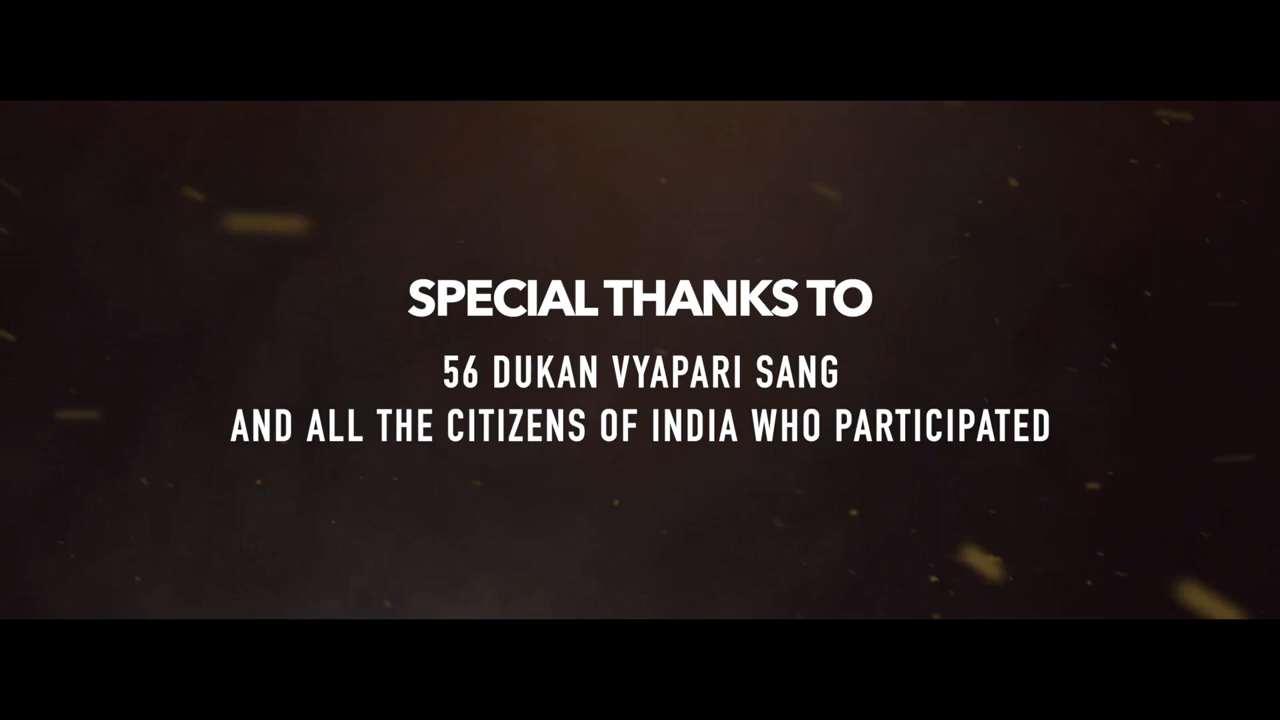 SPECIAL THANKS TO
56 DUKAN VYAPARI SANG
AND ALL THE CITIZENS OF INDIA WHO PARTICIPATED